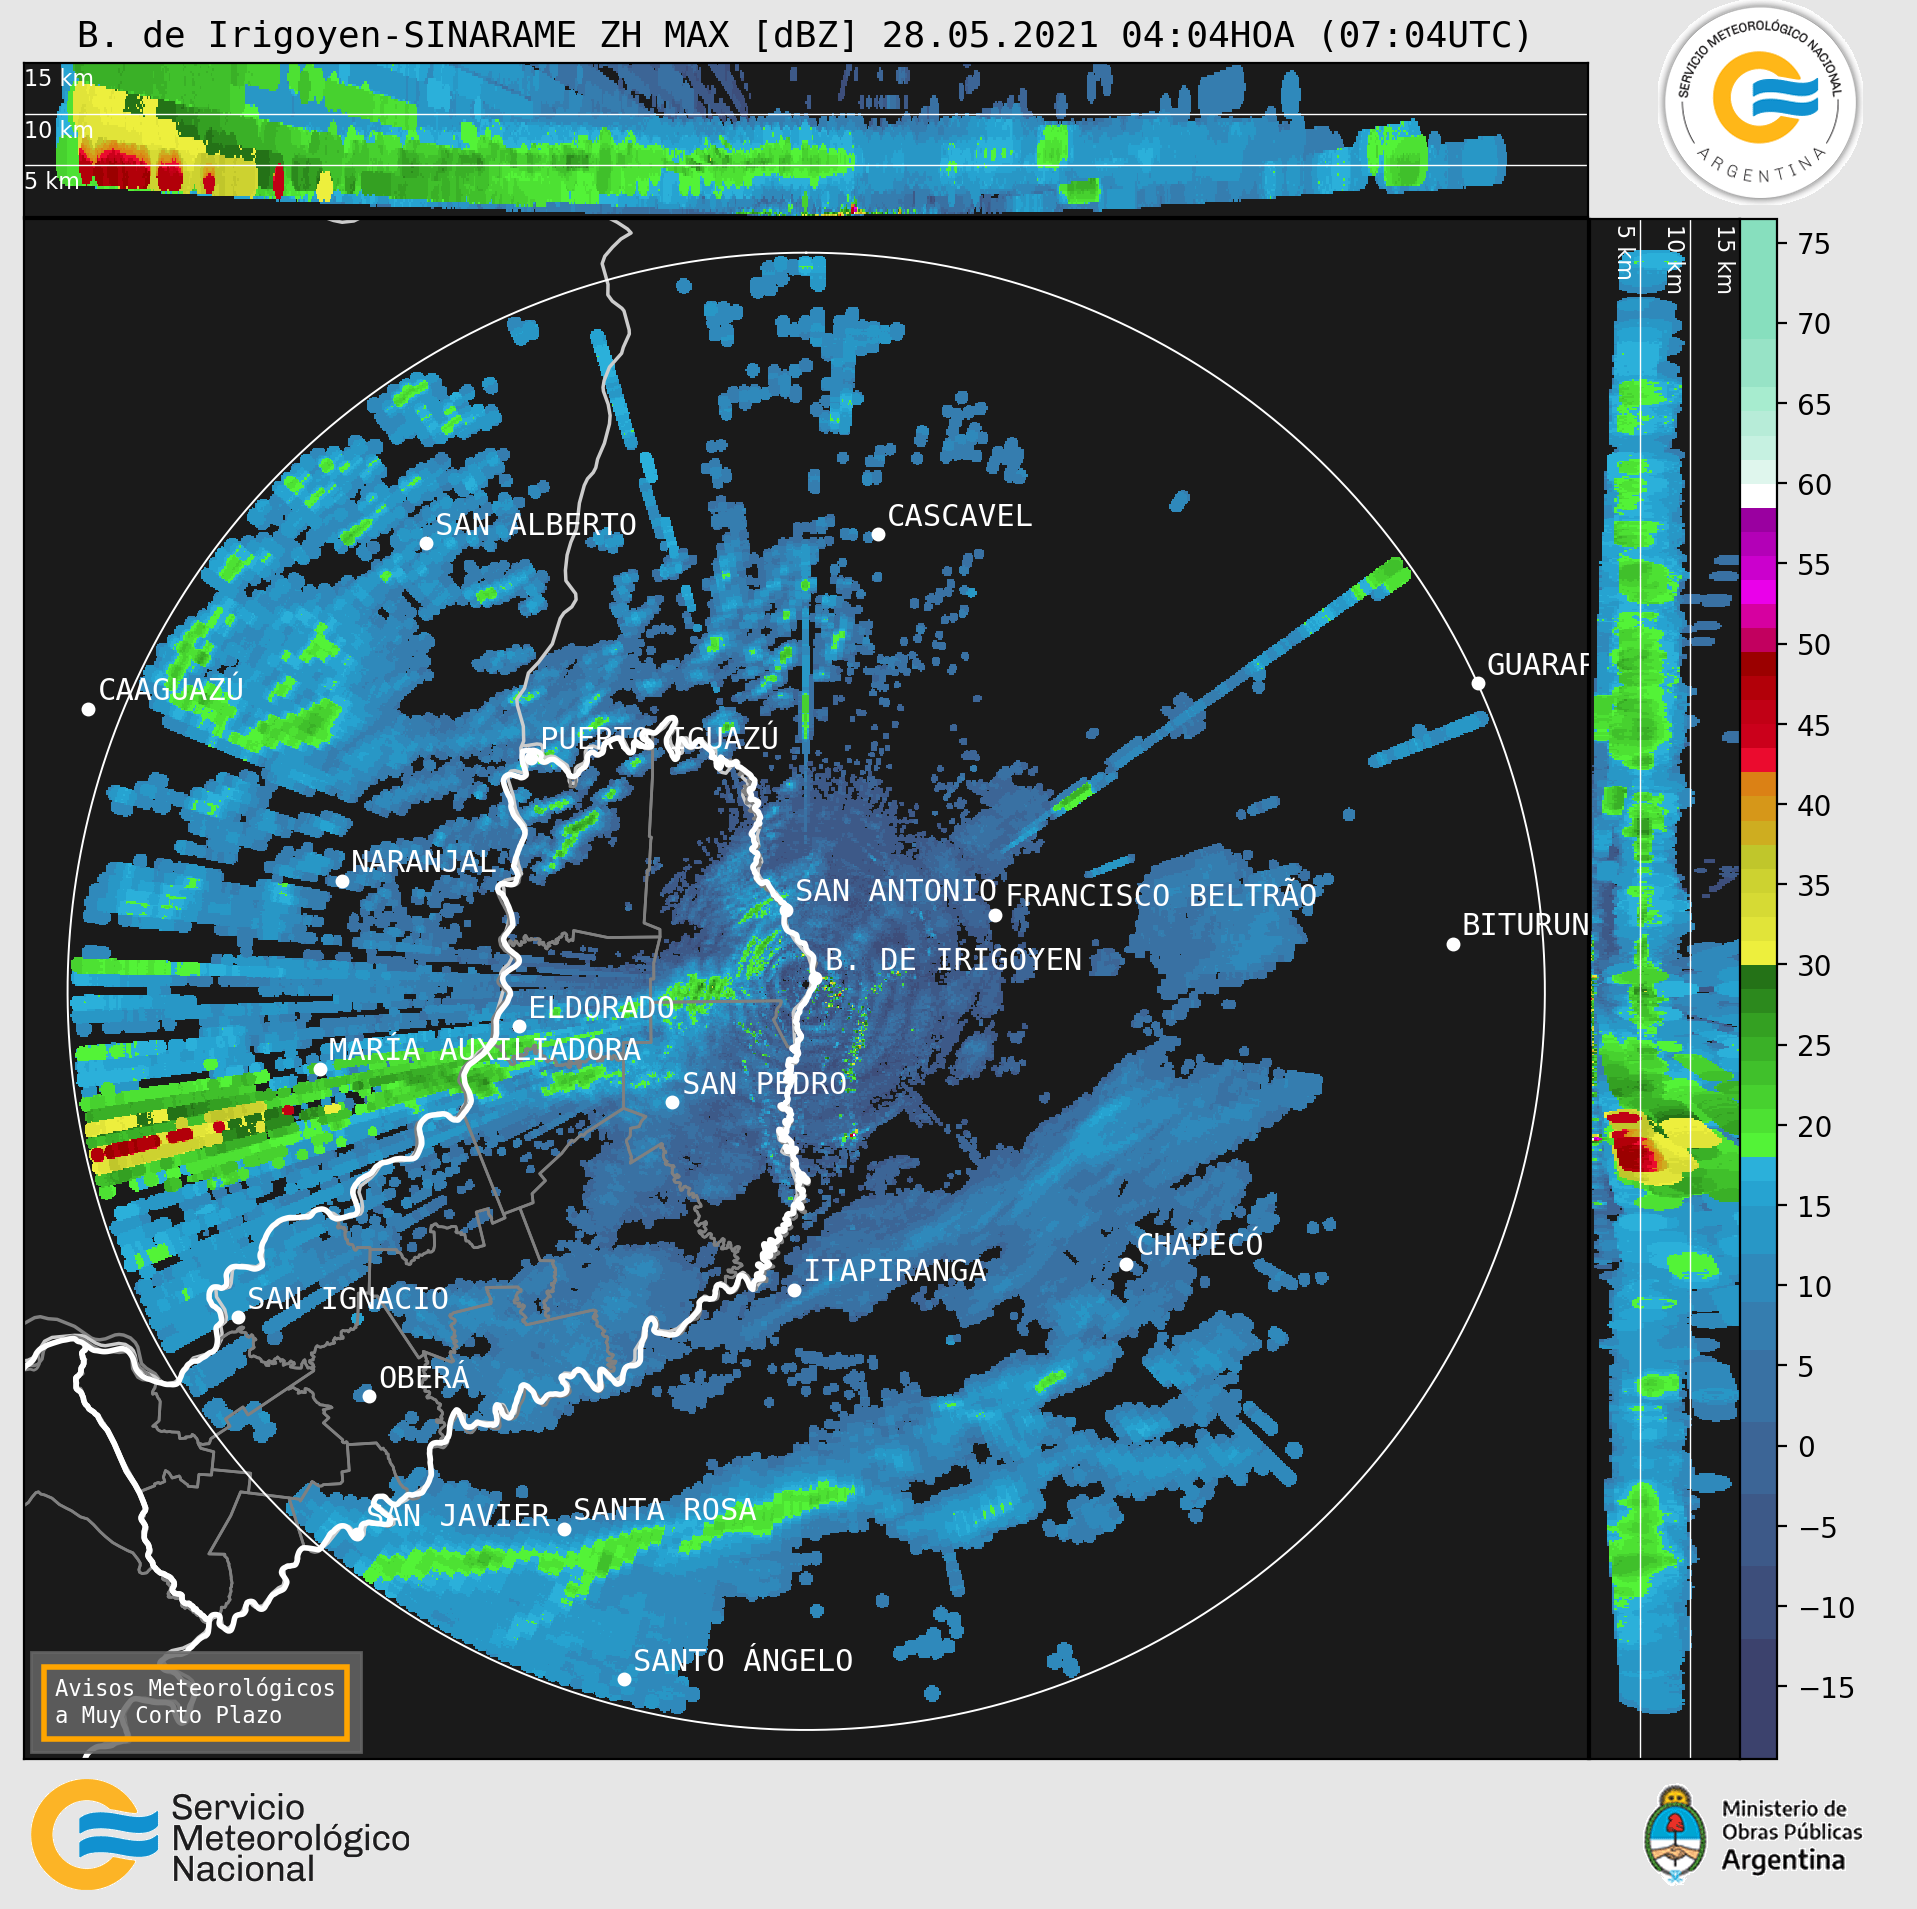 B. de Irigoyen-SINARAME ZH MAX [dBZ] 28.05.2021 04:04HOA (07:04UTC)
SERVICIO METEOROLÓGICO NACIONAL
ARGENTINA
15 km
10 km
5 km
5 km
10 km
15 km
75
70
65
60
55
50
45
40
35
30
25
20
15
10
5
0
−5
−10
−15
SAN ALBERTO
CASCAVEL
GUARAP
CAAGUAZÚ
PUERTO IGUAZÚ
NARANJAL
SAN ANTONIO
FRANCISCO BELTRÃO
BITURUN
B. DE IRIGOYEN
ELDORADO
MARÍA AUXILIADORA
SAN PEDRO
CHAPECÓ
ITAPIRANGA
SAN IGNACIO
OBERÁ
SAN JAVIER
SANTA ROSA
SANTO ÁNGELO
Avisos Meteorológicos
a Muy Corto Plazo
Servicio
Meteorológico
Nacional
Ministerio de
Obras Públicas
Argentina